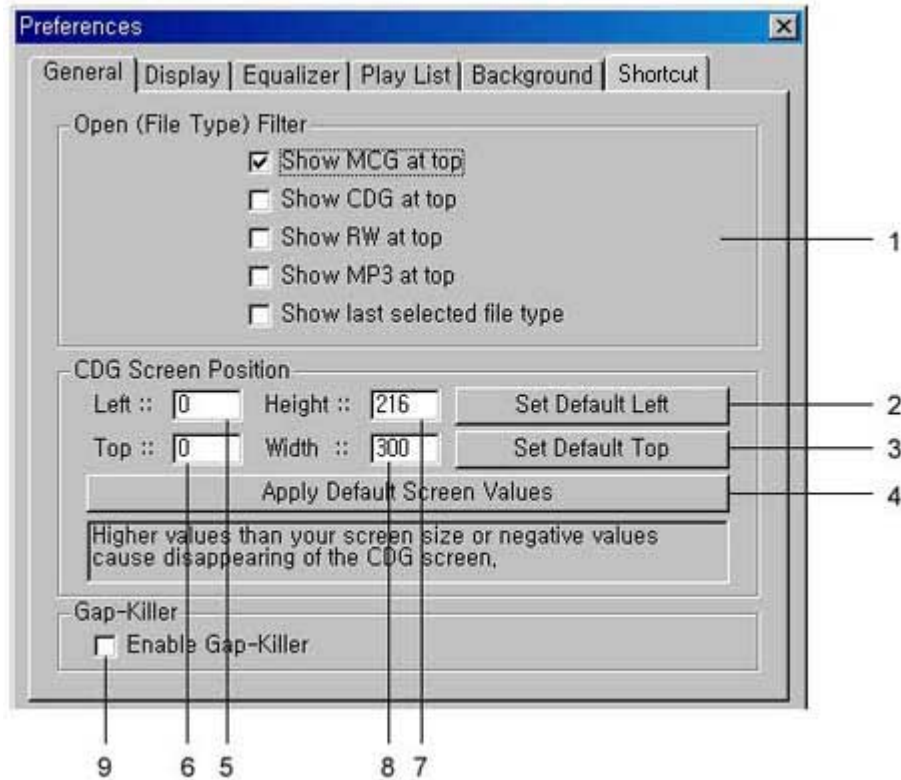 Preferences
General Display Equalizer Play List Background Shortcut
Open (File Type) Filter
Show MCG at top
Show CDG at top
Show RW at top
Show MP3 at top
Show last selected file type
1
CDG Screen Position
Left :: 0 Height :: 216 Set Default Left 2
Top :: 0 Width :: 300 Set Default Top 3
Apply Default Screen Values 4
Higher values than your screen size or negative values
cause disappearing of the CDG screen,
Gap-Killer
Enable Gap-Killer
9 6 5 8 7